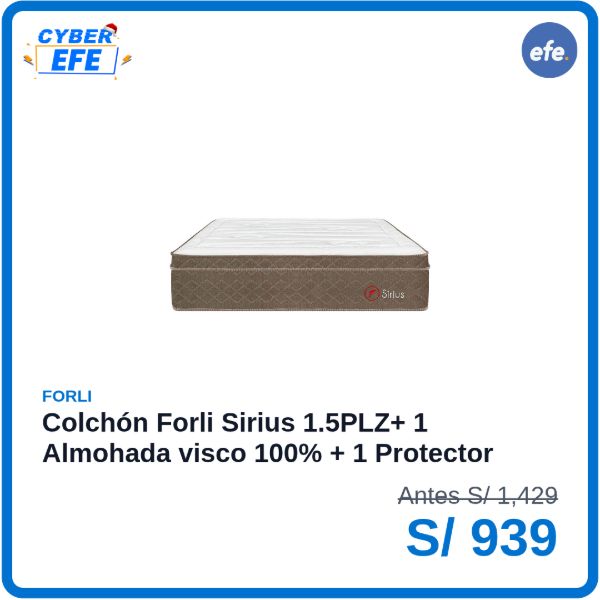 CYBER
EFE
efe.
Sirius
FORLI
Colchón Forli Sirius 1.5PLZ+ 1
Almohada visco 100% + 1 Protector
Antes S/ 1,429
S/ 939